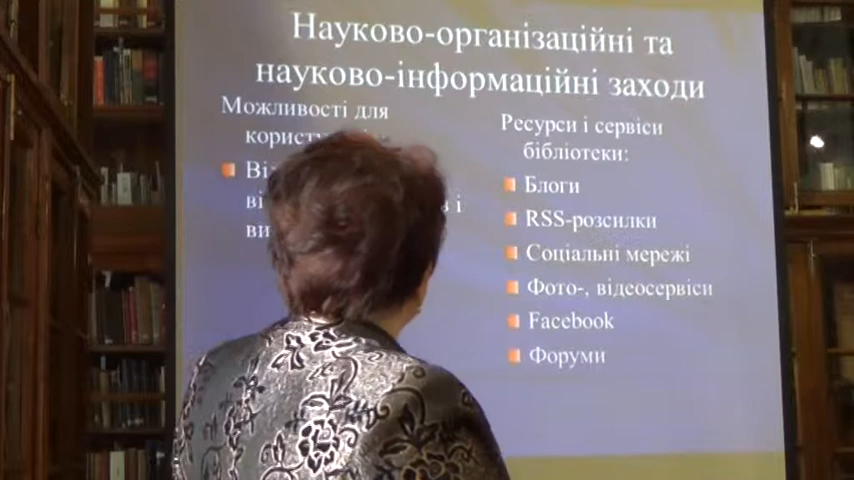 Науково-організаційні та
науково-інформаційні заходи
Можливості для
Ресурси і сервіси
бібліотеки:
Блоги
RSS-розсилки
Соціальні мережі
Фото-, відеосервіси
Facebook
Форуми